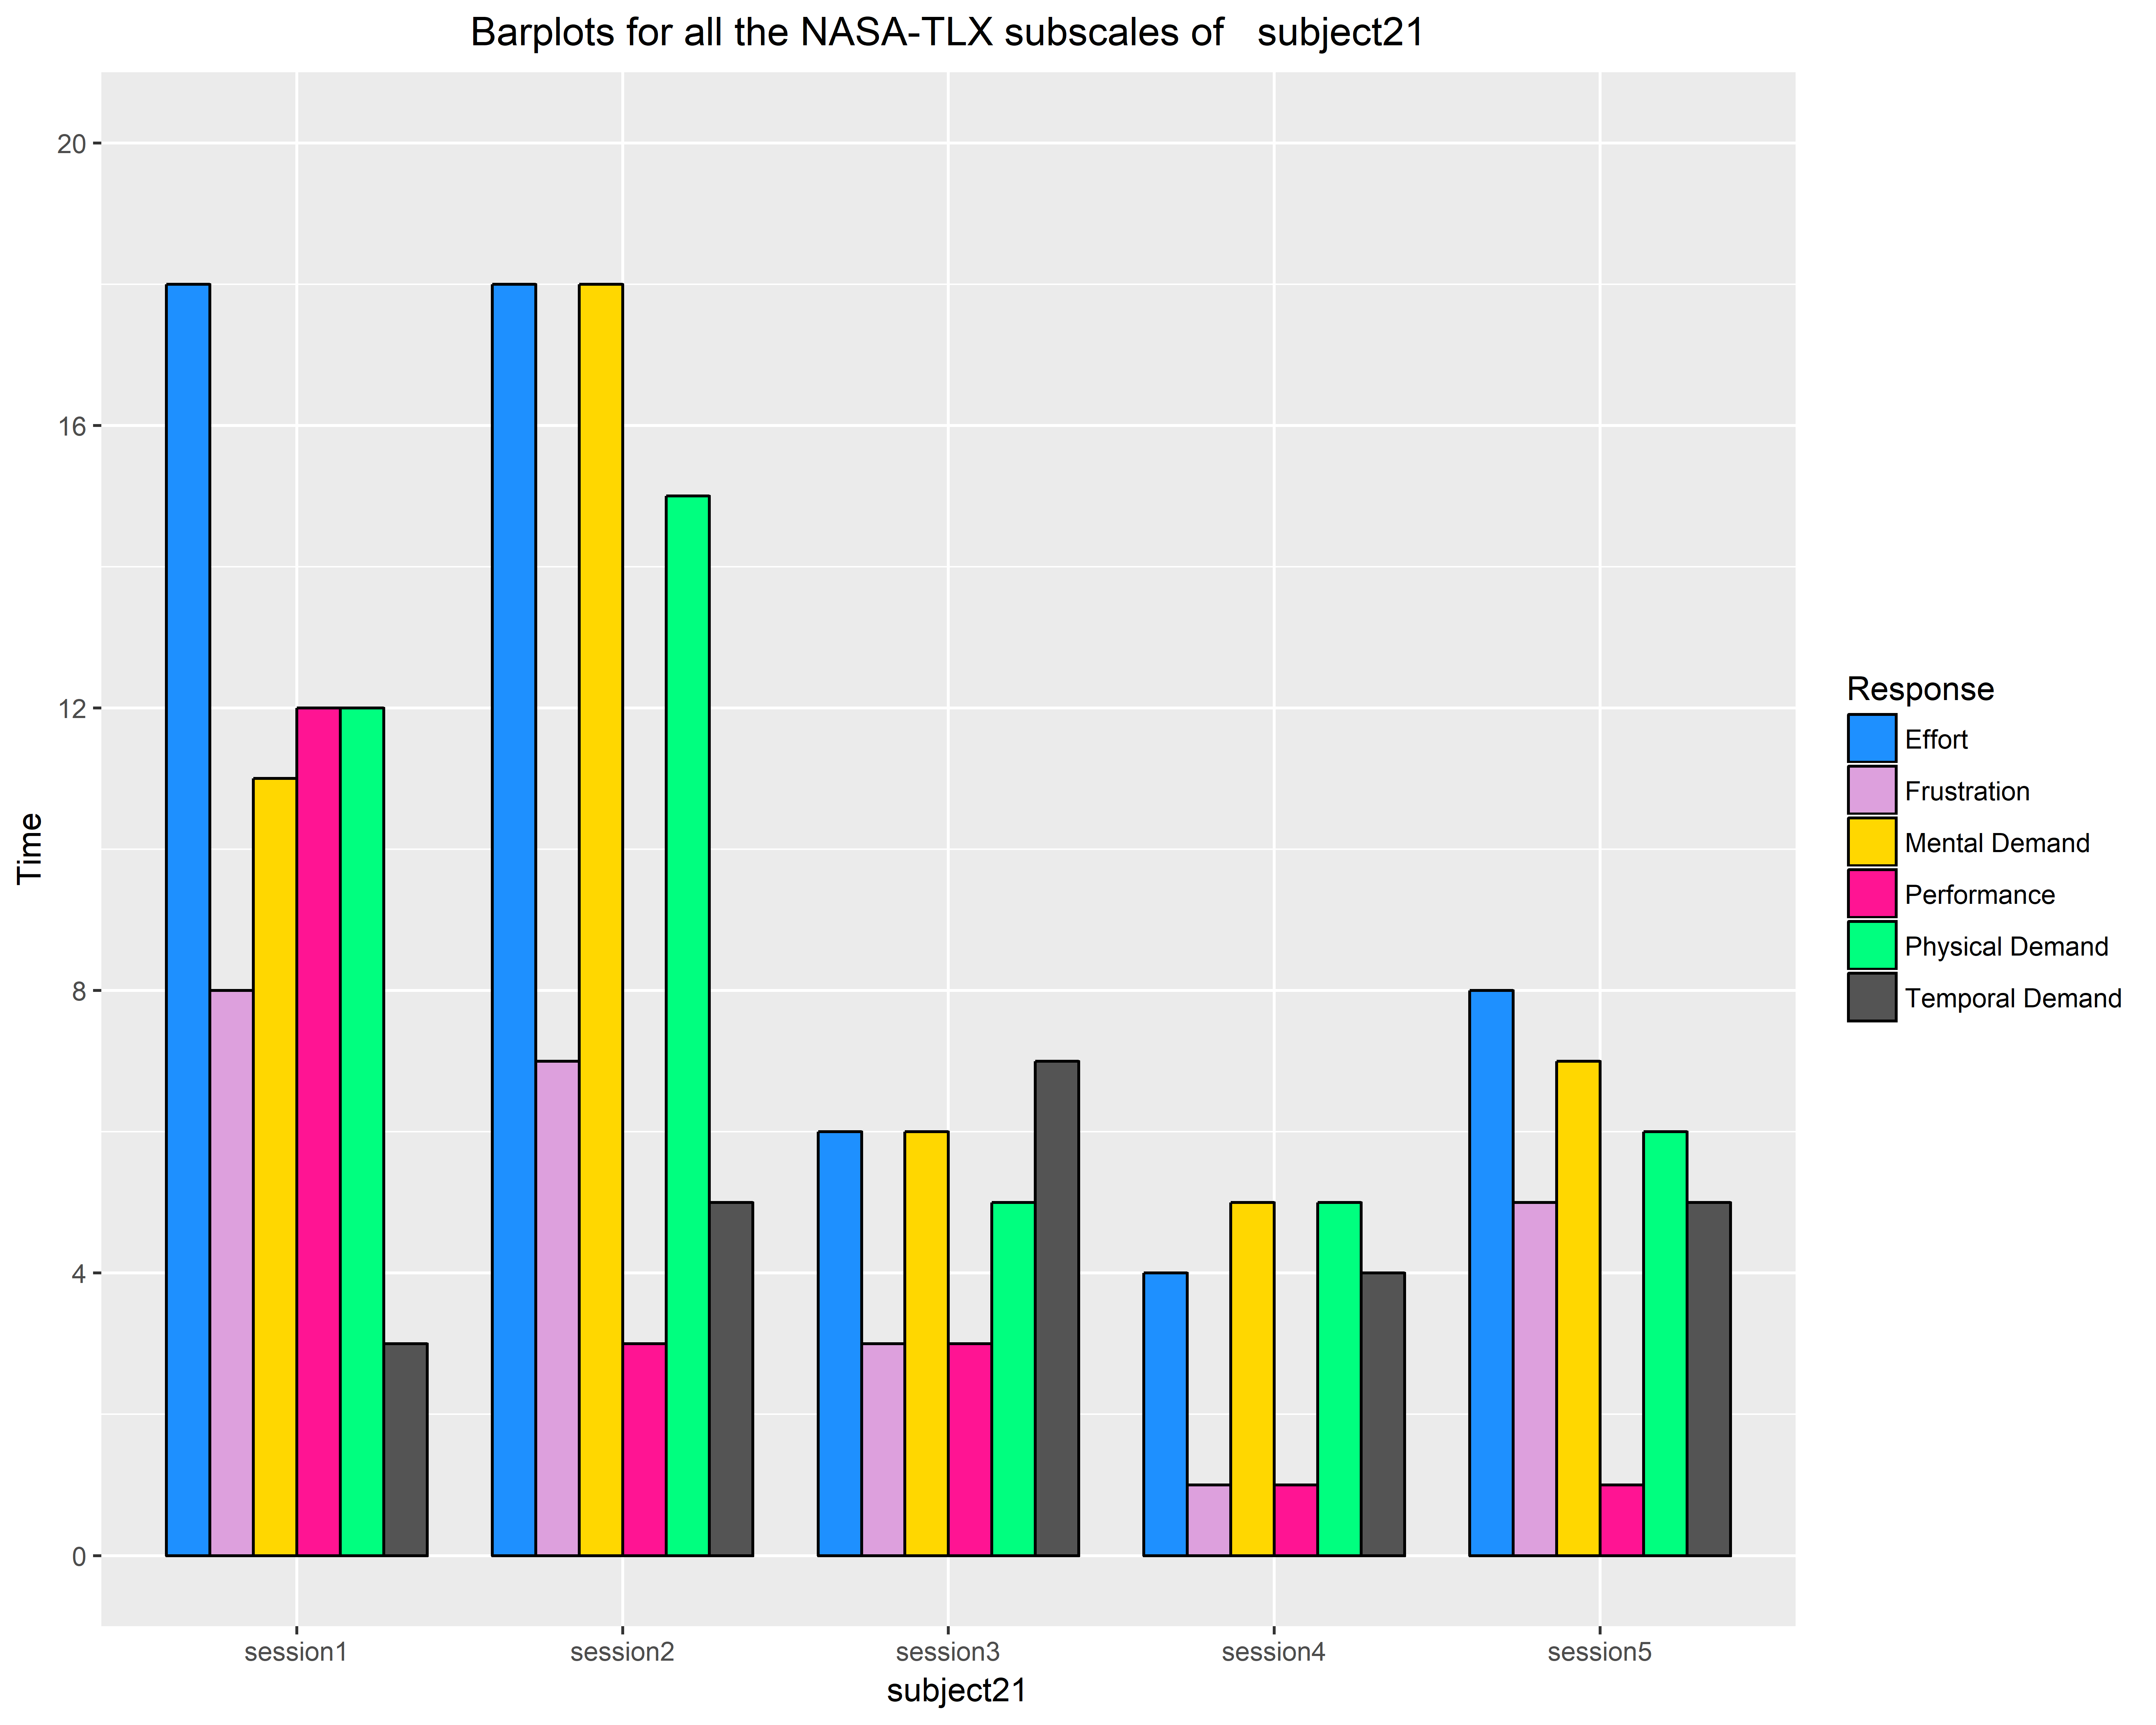 Barplots for all the NASA-TLX subscales of   subject21
20
16
12
8
4
0
Time
session1
session2
session3
session4
session5
subject21
Response
Effort
Frustration
Mental Demand
Performance
Physical Demand
Temporal Demand